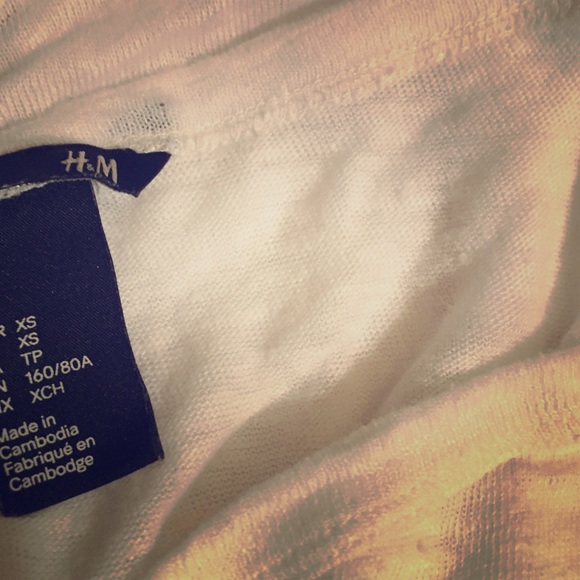 H&M
XS
XS
TP
160/80A
XCH
Made in
Cambodia
Fabriqué en
Cambodge